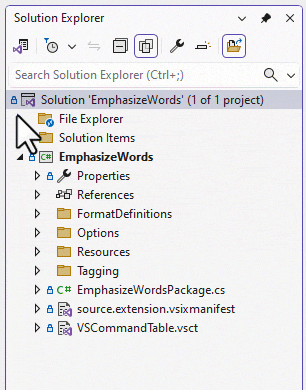 Solution Explorer
Search Solution Explorer (Ctrl+;)
Solution 'EmphasizeWords' (1 of 1 project)
File Explorer
Solution Items
EmphasizeWords
Properties
References
FormatDefinitions
Options
Resources
Tagging
EmphasizeWordsPackage.cs
source.extension.vsixmanifest
VSCommandTable.vsct